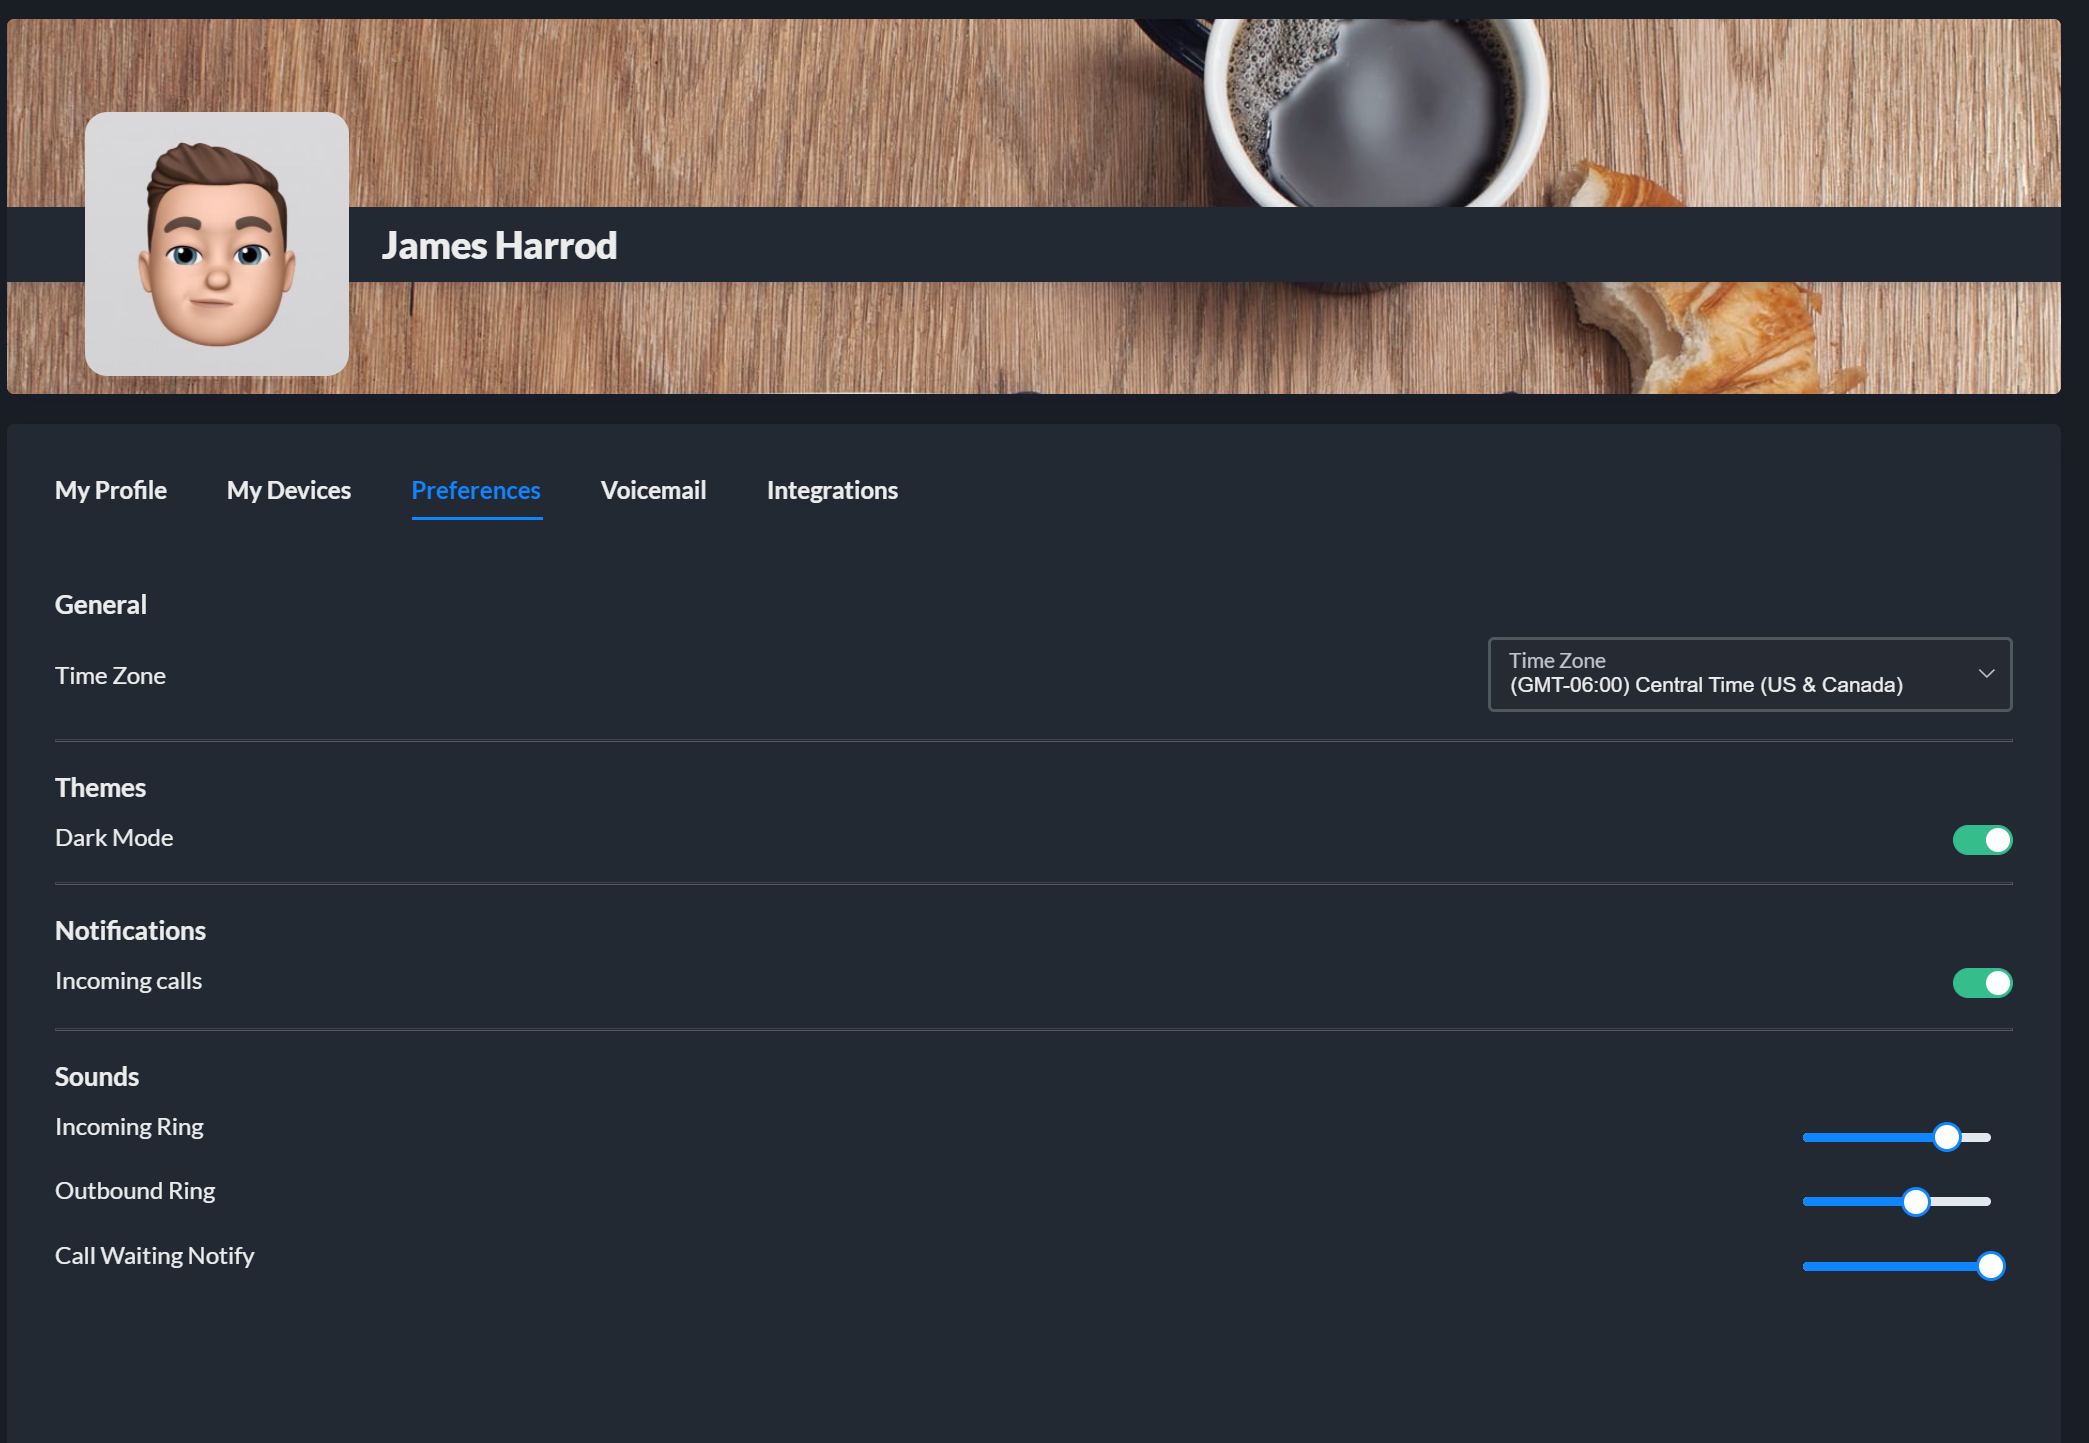 James Harrod
My Profile
My Devices
Preferences
Voicemail
Integrations
General
Time Zone
Time Zone
(GMT-06:00) Central Time (US & Canada)
Themes
Dark Mode
Notifications
Incoming calls
Sounds
Incoming Ring
Outbound Ring
Call Waiting Notify